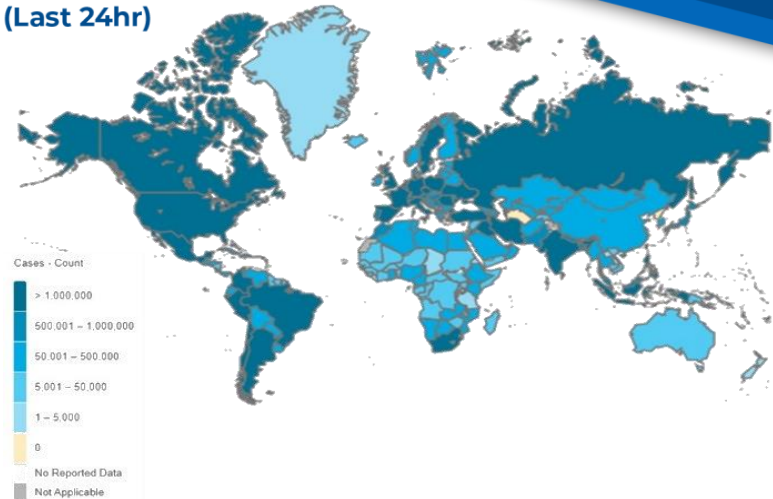 (Last 24hr)
Cases - Count
> 1.000,000
500,001 – 1,000,000
50.001 – 500.000
5,001 – 50,000
1 – 5,000
0
No Reported Data
Not Applicable